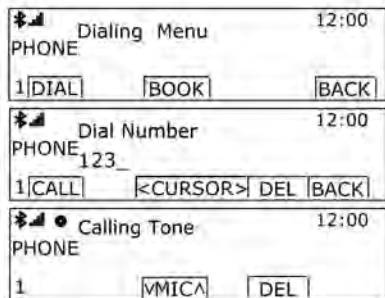 12:00
Dialing Menu
PHONE
1 DIAL BOOK BACK
12:00
Dial Number
PHONE
123_
1 CALL <CURSOR> DEL BACK
12:00
Calling Tone
PHONE
1 ˅MIC˄ DEL